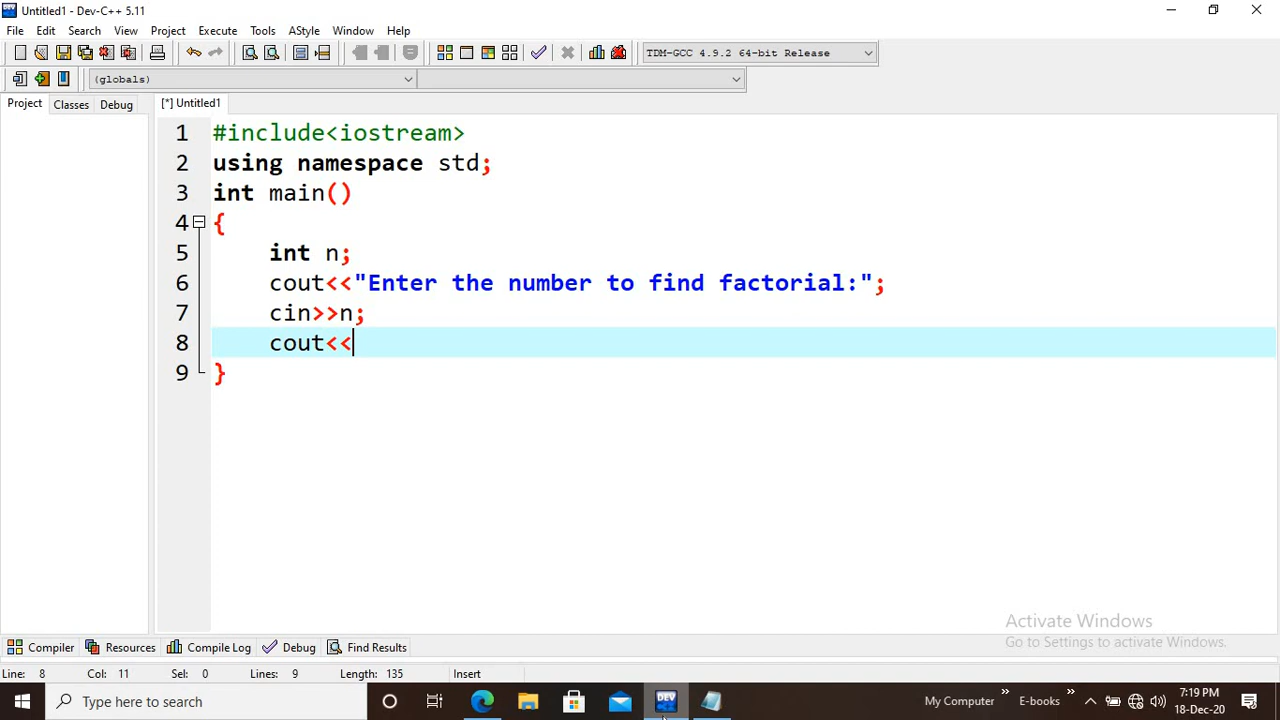 Untitled1 - Dev-C++ 5.11
File Edit Search View Project Execute Tools AStyle Window Help
TDM-GCC 4.9.2 64-bit Release
(globals)
Project Classes Debug [*] Untitled1
1 #include<iostream>
2 using namespace std;
3 int main()
4 {
5 int n;
6 cout<<"Enter the number to find factorial:";
7 cin>>n;
8 cout<<
9 }
Activate Windows
Go to Settings to activate Windows.
Compiler Resources Compile Log Debug Find Results
Line: 8 Col: 11 Sel: 0 Lines: 9 Length: 135 Insert
Type here to search DEV My Computer » E-books » 7:19 PM
18-Dec-20